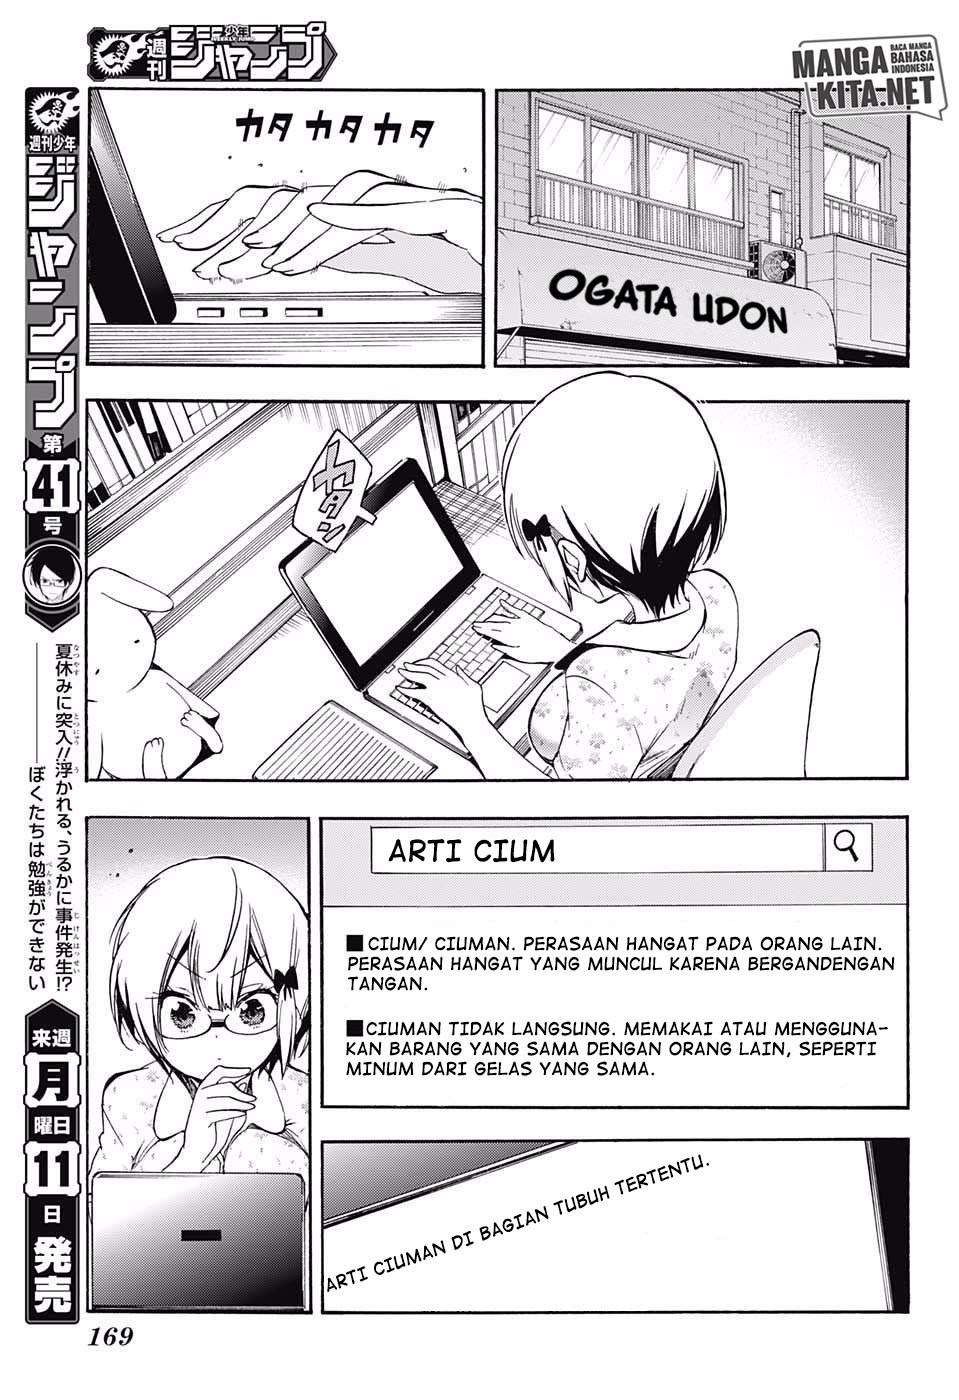 週刊
少年
ジャンプ
MANGA
KITA.NET
BACA MANGA
BAHASA
INDONESIA
週刊少年
ジャンプ
第
41
号
夏休みに突入!!浮かれる、うるかに事件発生!?
ぼくたちは勉強ができない
来週
月
曜日
11
日
発売
OGATA UDON
カタカタカタ
カタン
ARTI CIUM
■CIUM/ CIUMAN. PERASAAN HANGAT PADA ORANG LAIN.
PERASAAN HANGAT YANG MUNCUL KARENA BERGANDENGAN
TANGAN.
■CIUMAN TIDAK LANGSUNG. MEMAKAI ATAU MENGGUNA-
KAN BARANG YANG SAMA DENGAN ORANG LAIN, SEPERTI
MINUM DARI GELAS YANG SAMA.
ARTI CIUMAN DI BAGIAN TUBUH TERTENTU.
169